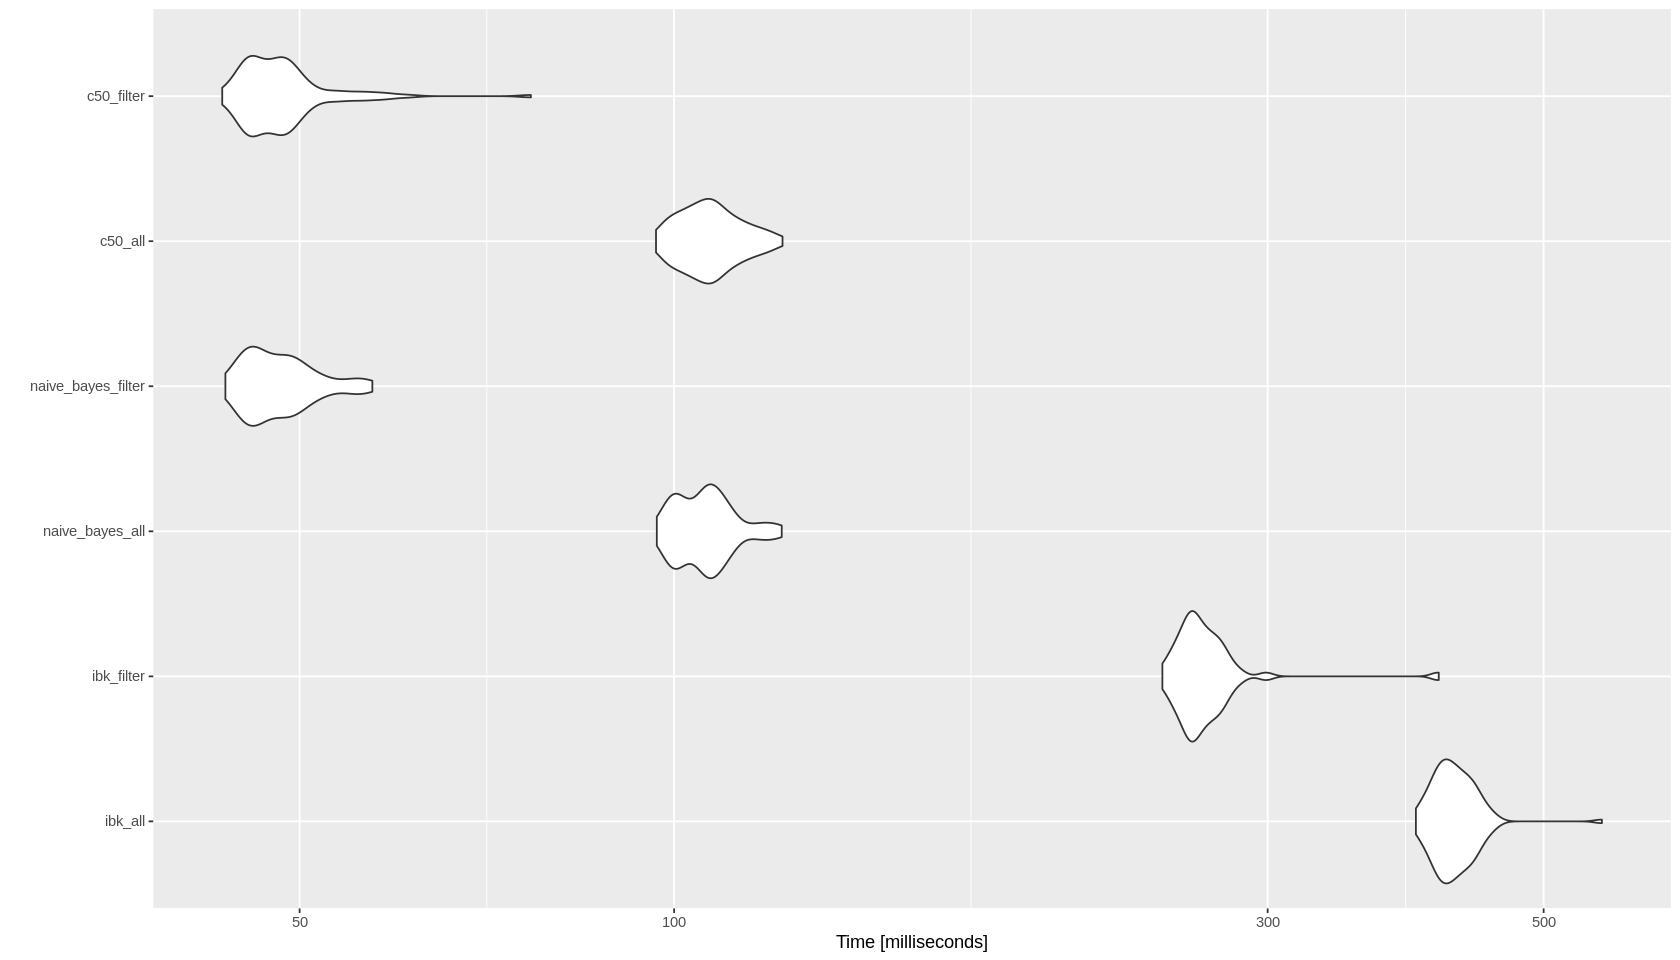 c50_filter
c50_all
naive_bayes_filter
naive_bayes_all
ibk_filter
ibk_all
50 100 300 500
Time [milliseconds]